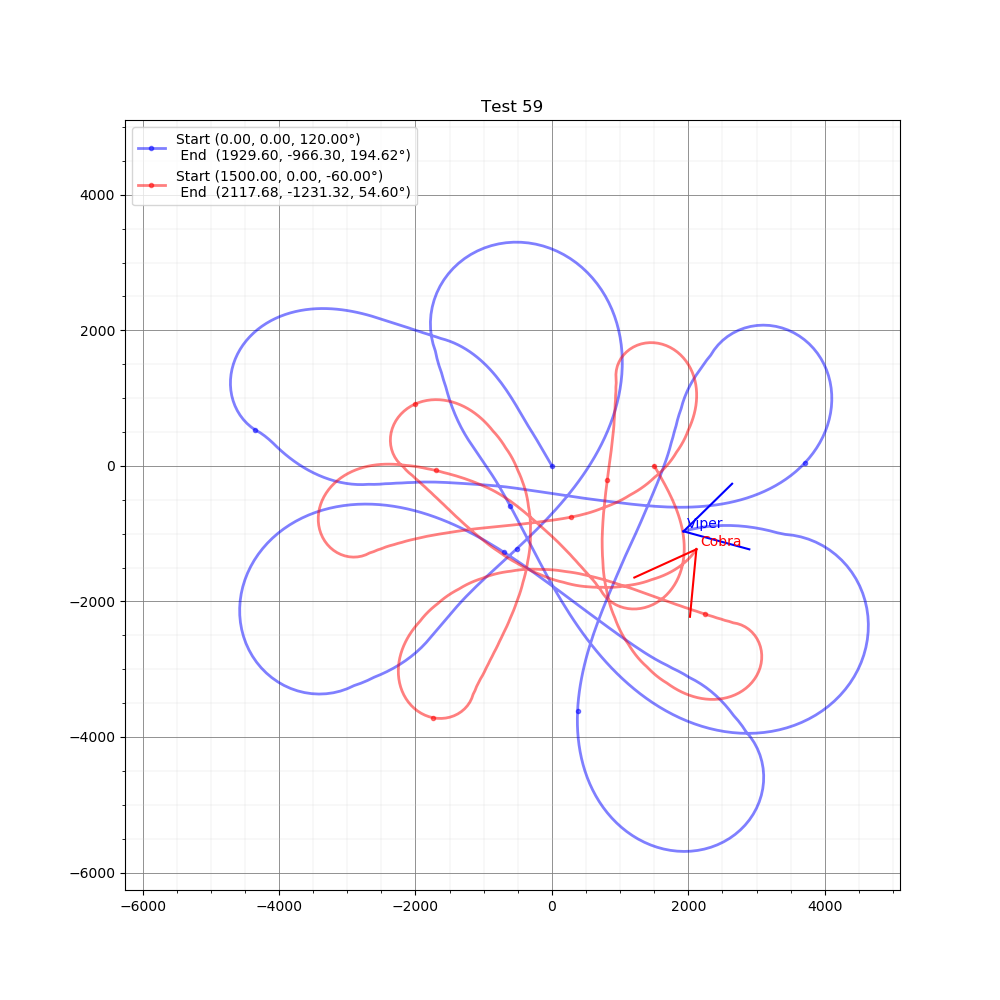 Test 59
Start (0.00, 0.00, 120.00°)
End  (1929.60, -966.30, 194.62°)
Start (1500.00, 0.00, -60.00°)
End  (2117.68, -1231.32, 54.60°)
4000
2000
0
−2000
−4000
−6000
Viper
Cobra
−6000
−4000
−2000
0
2000
4000